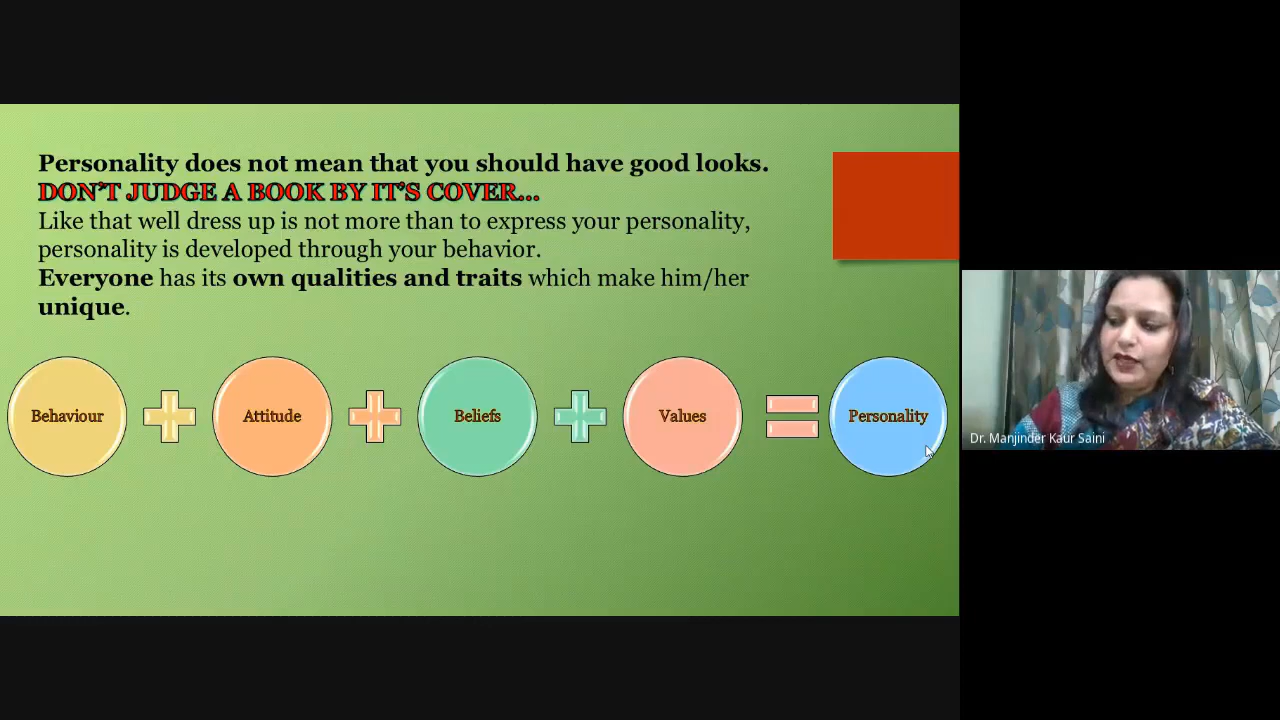 Personality does not mean that you should have good looks.
DON'T JUDGE A BOOK BY IT'S COVER...
Like that well dress up is not more than to express your personality,
personality is developed through your behavior.
Everyone has its own qualities and traits which make him/her
unique.
Behaviour
Attitude
Beliefs
Values
Personality
Dr. Manjinder Kaur Saini